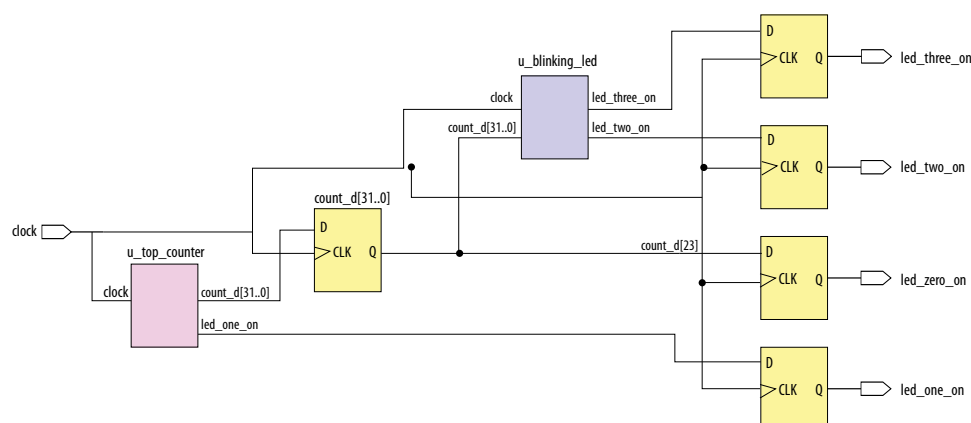 D
CLK Q
led_three_on
u_blinking_led
clock
led_three_on
count_d[31..0]
led_two_on
D
CLK Q
led_two_on
count_d[31..0]
D
CLK Q
clock
u_top_counter
clock
count_d[31..0]
led_one_on
count_d[23]
D
CLK Q
led_zero_on
D
CLK Q
led_one_on